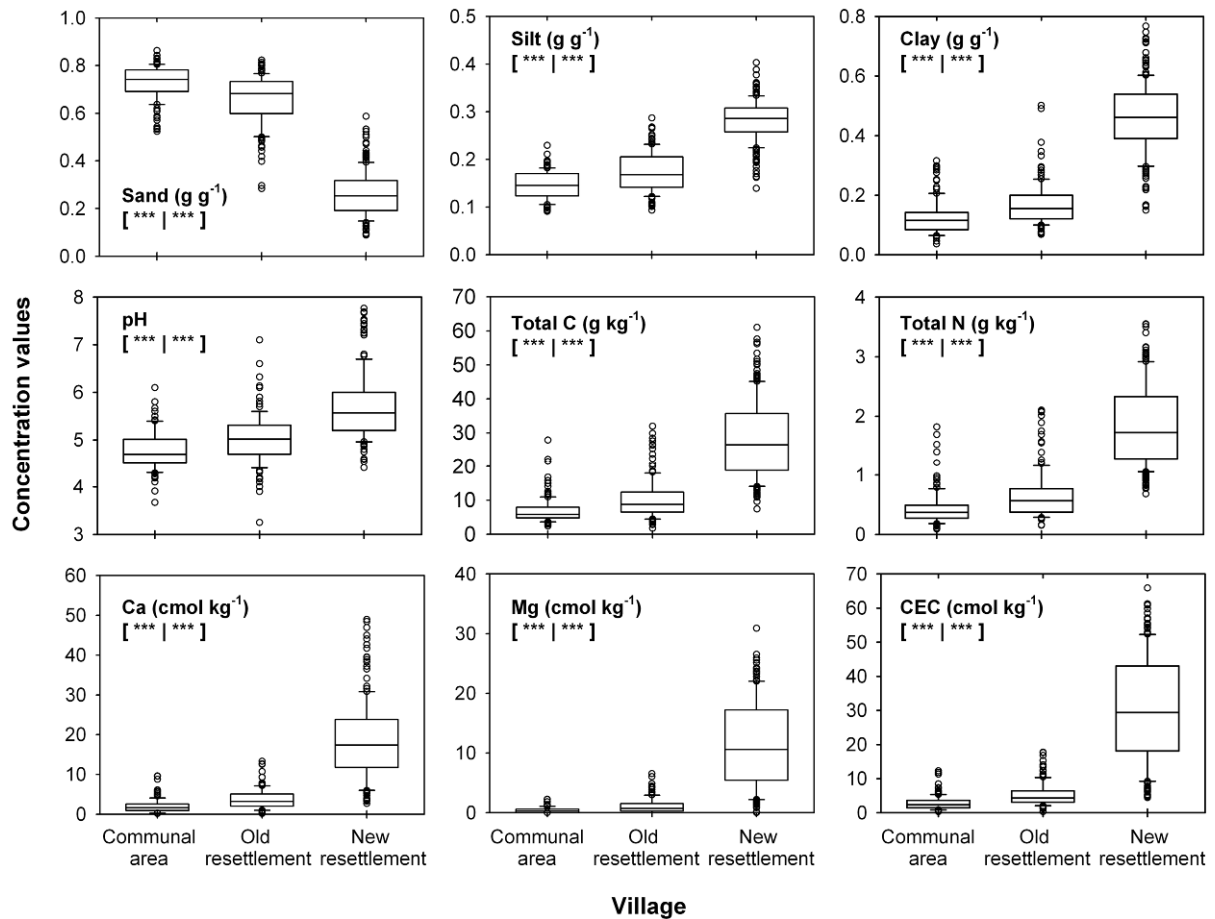 Concentration values
1.0
0.8
0.6
0.4
0.2
0.0
Sand (g g⁻¹)
[ *** | *** ]
0.5
0.4
0.3
0.2
0.1
0.0
Silt (g g⁻¹)
[ *** | *** ]
0.8
0.6
0.4
0.2
0.0
Clay (g g⁻¹)
[ *** | *** ]
8
7
6
5
4
3
pH
[ *** | *** ]
70
60
50
40
30
20
10
0
Total C (g kg⁻¹)
[ *** | *** ]
4
3
2
1
0
Total N (g kg⁻¹)
[ *** | *** ]
60
50
40
30
20
10
0
Ca (cmol kg⁻¹)
[ *** | *** ]
40
30
20
10
0
Mg (cmol kg⁻¹)
[ *** | *** ]
70
60
50
40
30
20
10
0
CEC (cmol kg⁻¹)
[ *** | *** ]
Communal area
Old resettlement
New resettlement
Communal area
Old resettlement
New resettlement
Communal area
Old resettlement
New resettlement
Village